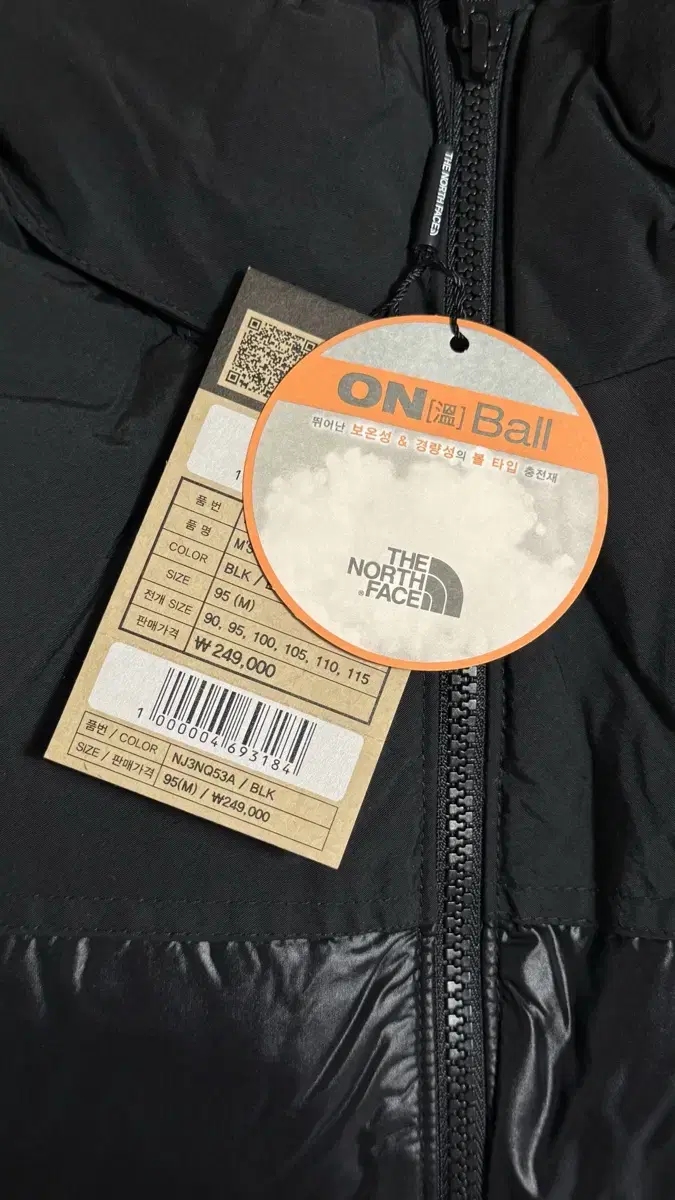 THE NORTH FACE
ON[溫] Ball
뛰어난 보온성 & 경량성의 볼 타입 충전재
THE
NORTH
FACE®
품 번
품 명
COLOR BLK /
SIZE 95 (M)
전개 SIZE 90, 95, 100, 105, 110, 115
판매가격 ₩249,000
1 000004 693184
품번 / COLOR NJ3NQ53A / BLK
SIZE / 판매가격 95(M) / ₩249,000